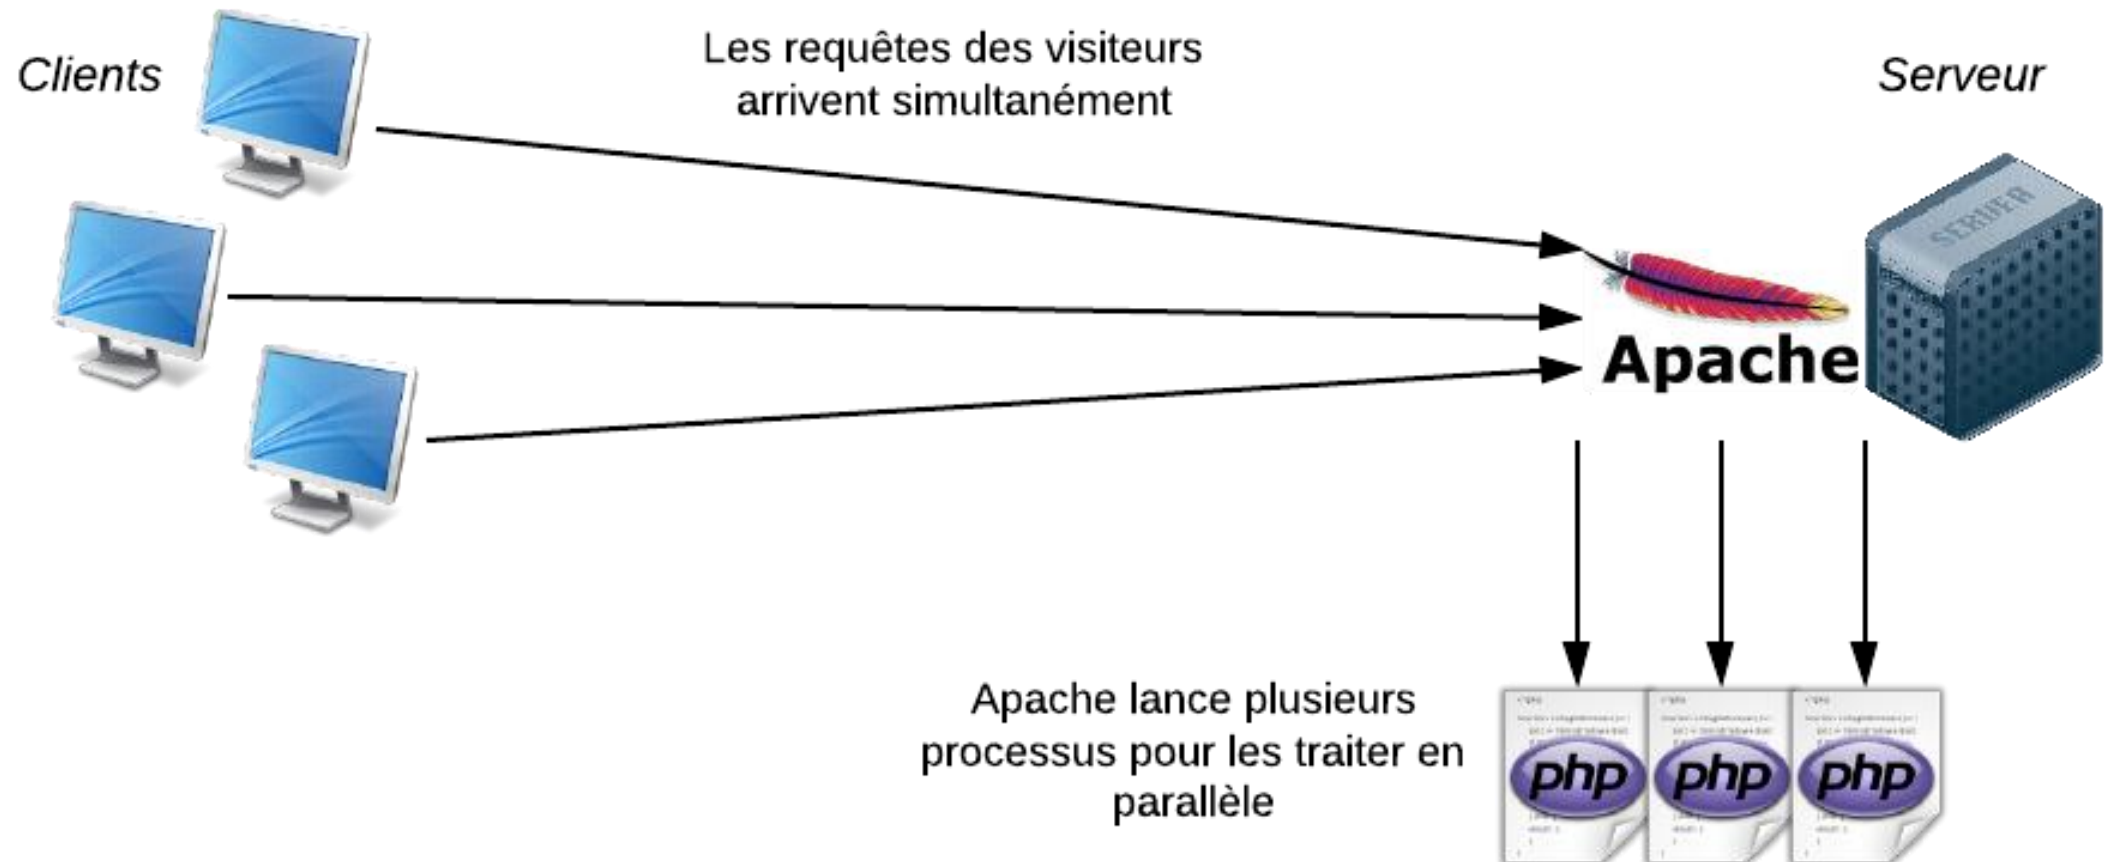 Clients
Les requêtes des visiteurs
arrivent simultanément
Serveur
SERVER
Apache
Apache lance plusieurs
processus pour les traiter en
parallèle
php
php
php